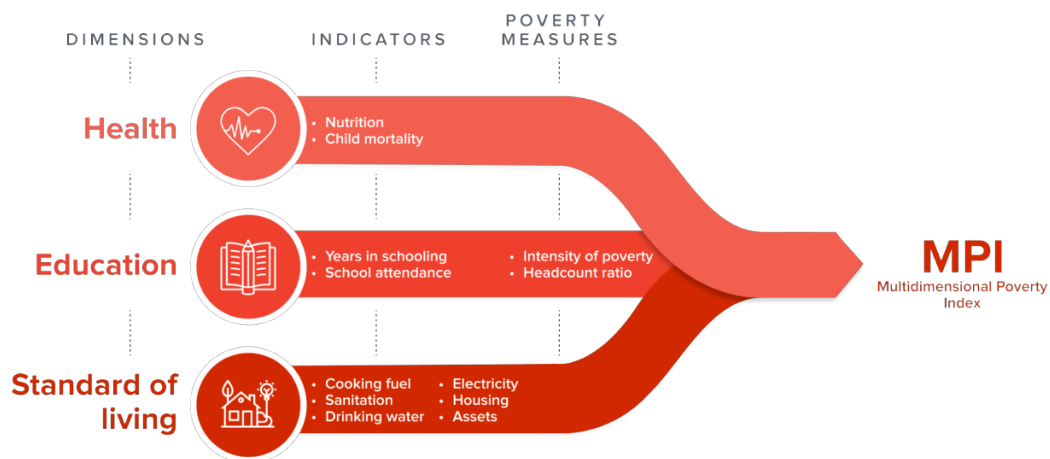 DIMENSIONS
INDICATORS
POVERTY
MEASURES
Health
• Nutrition
• Child mortality
Education
• Years in schooling
• School attendance
• Intensity of poverty
• Headcount ratio
Standard of
living
• Cooking fuel
• Sanitation
• Drinking water
• Electricity
• Housing
• Assets
MPI
Multidimensional Poverty
Index